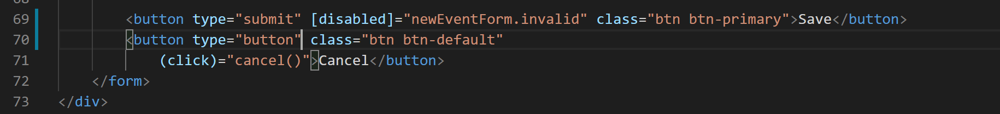 68
69 <button type="submit" [disabled]="newEventForm.invalid" class="btn btn-primary">Save</button>
70 <button type="button" class="btn btn-default"
71 (click)="cancel()">Cancel</button>
72 </form>
73 </div>